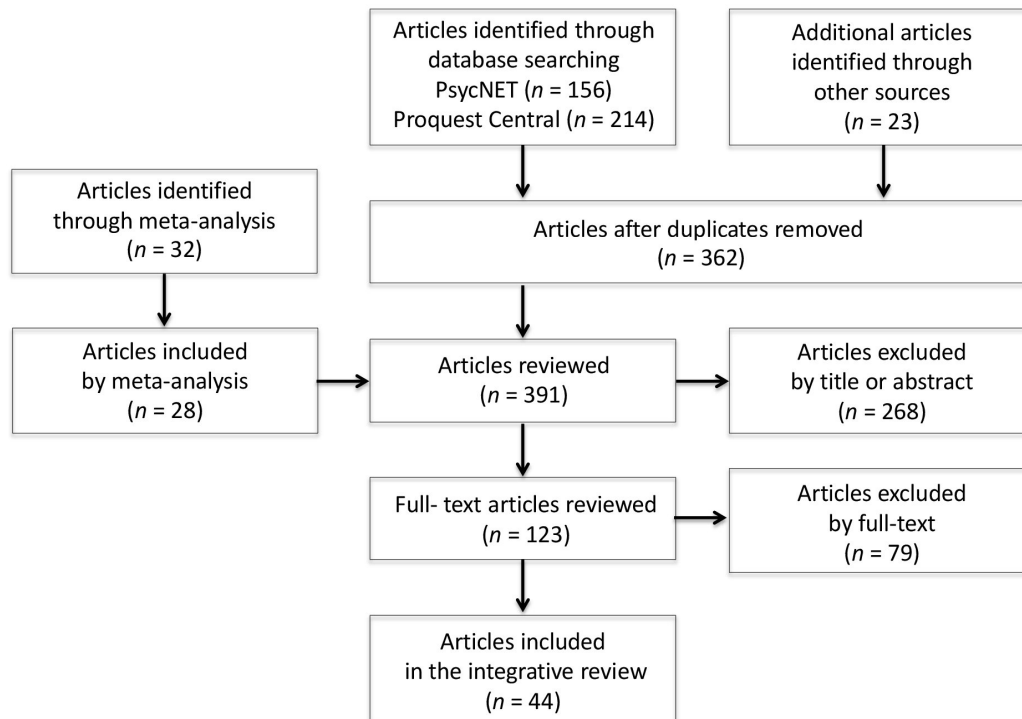 Articles identified through
database searching
PsycNET (n = 156)
Proquest Central (n = 214)
Additional articles
identified through
other sources
(n = 23)
Articles identified
through meta-analysis
(n = 32)
Articles after duplicates removed
(n = 362)
Articles included
by meta-analysis
(n = 28)
Articles reviewed
(n = 391)
Articles excluded
by title or abstract
(n = 268)
Full- text articles reviewed
(n = 123)
Articles excluded
by full-text
(n = 79)
Articles included
in the integrative review
(n = 44)